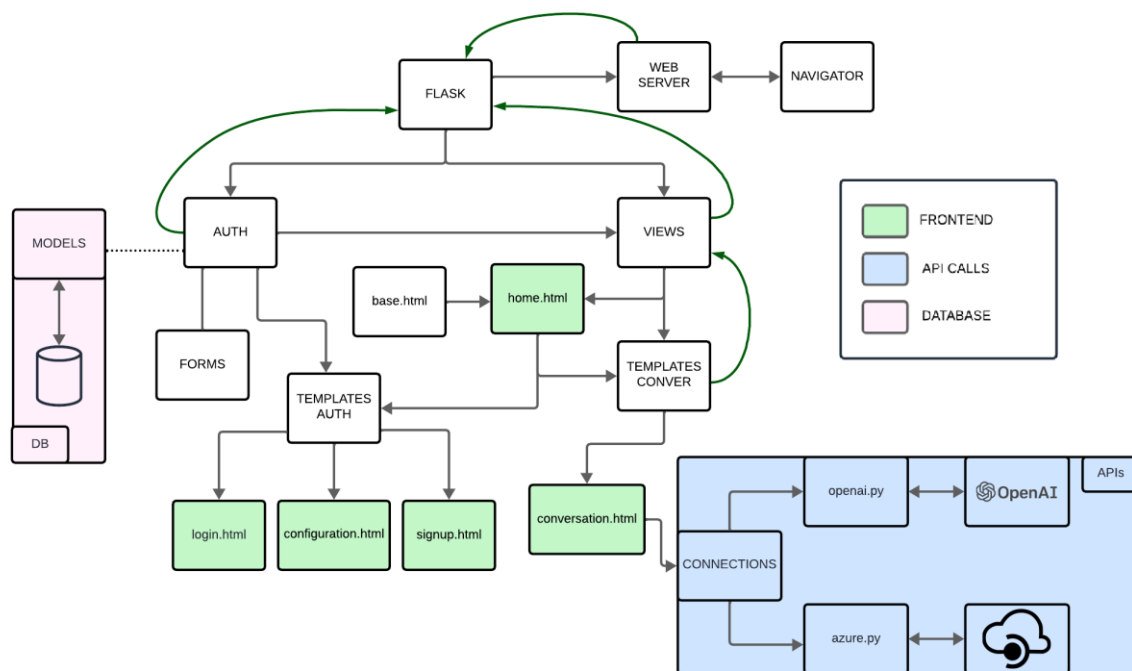 WEB
SERVER
NAVIGATOR
FLASK
AUTH
VIEWS
MODELS
FRONTEND
API CALLS
DATABASE
base.html
home.html
FORMS
TEMPLATES
CONVER
TEMPLATES
AUTH
DB
login.html
configuration.html
signup.html
conversation.html
APIs
openai.py
OpenAI
CONNECTIONS
azure.py